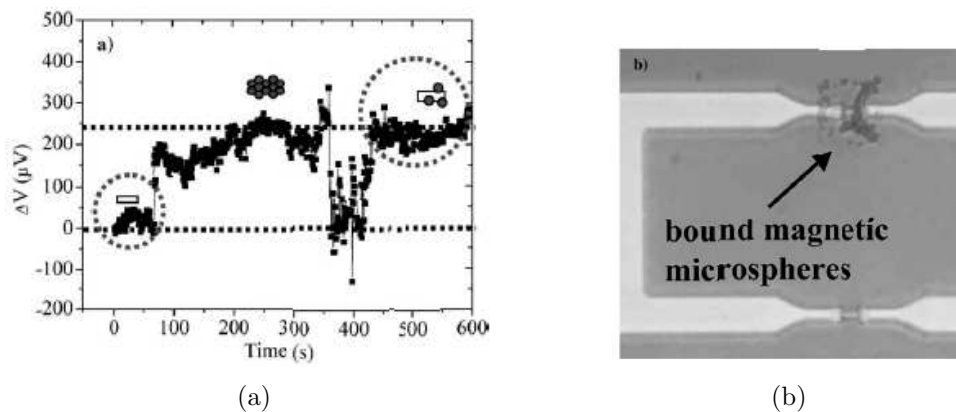 a)
500
400
300
200
100
0
-100
-200
ΔV (μV)
0 100 200 300 400 500 600
Time (s)
(a)
b)
bound magnetic
microspheres
(b)